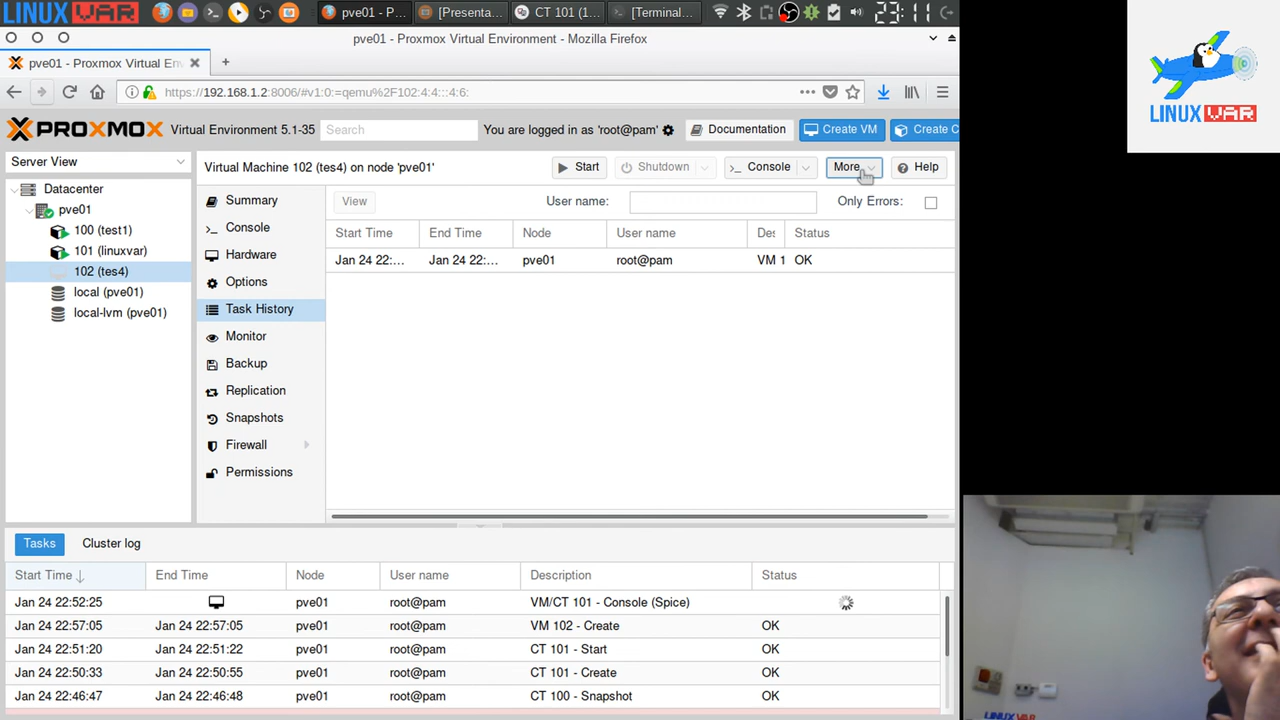 LINUX VAR
pve01 - P...
[Presenta...
CT 101 (1...
[Terminal...
23:11
pve01 - Proxmox Virtual Environment - Mozilla Firefox
pve01 - Proxmox Virtual En
https://192.168.1.2:8006/#v1:0:=qemu%2F102:4:4:::4:6:
PROXMOX Virtual Environment 5.1-35
Search
You are logged in as 'root@pam'
Documentation
Create VM
Create C
Server View
Virtual Machine 102 (tes4) on node 'pve01'
Start
Shutdown
Console
More
Help
Datacenter
pve01
100 (test1)
101 (linuxvar)
102 (tes4)
local (pve01)
local-lvm (pve01)
Summary
Console
Hardware
Options
Task History
Monitor
Backup
Replication
Snapshots
Firewall
Permissions
View
User name:
Only Errors:
Start Time End Time Node User name Des Status
Jan 24 22:... Jan 24 22:... pve01 root@pam VM 1 OK
Tasks
Cluster log
Start Time End Time Node User name Description Status
Jan 24 22:52:25 pve01 root@pam VM/CT 101 - Console (Spice)
Jan 24 22:57:05 Jan 24 22:57:05 pve01 root@pam VM 102 - Create OK
Jan 24 22:51:20 Jan 24 22:51:22 pve01 root@pam CT 101 - Start OK
Jan 24 22:50:33 Jan 24 22:50:55 pve01 root@pam CT 101 - Create OK
Jan 24 22:46:47 Jan 24 22:46:48 pve01 root@pam CT 100 - Snapshot OK
LINUX VAR
LINUX VAR